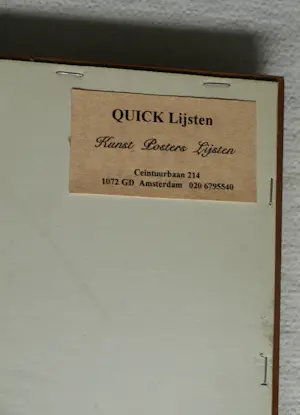 QUICK Lijsten
Kunst Posters Lijsten
Ceintuurbaan 214
1072 GD Amsterdam 020 6795540